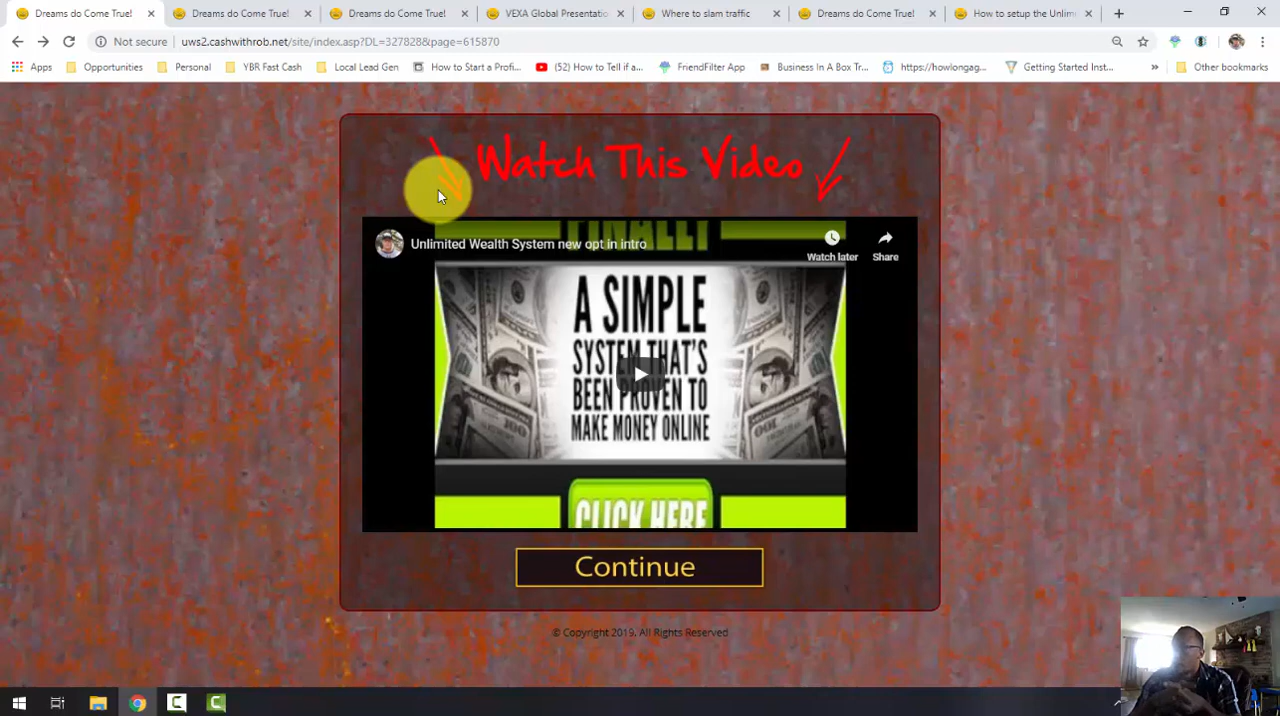 Dreams do Come True!
Dreams do Come True!
Dreams do Come True!
VEXA Global Presentatio
Where to slam traffic
Dreams do Come True!
How to setup the Unlim
Not secure
uws2.cashwithrob.net/site/index.asp?DL=327828&page=615870
Apps
Opportunities
Personal
YBR Fast Cash
Local Lead Gen
How to Start a Profi...
(52) How to Tell if a...
FriendFilter App
Business In A Box Tr...
https://howlongag...
Getting Started Inst...
Other bookmarks
Watch This Video
Unlimited Wealth System new opt in intro
Watch later
Share
FINALLY
A SIMPLE
SYSTEM THAT'S
BEEN PROVEN TO
MAKE MONEY ONLINE
CLICK HERE
Continue
© Copyright 2019, All Rights Reserved